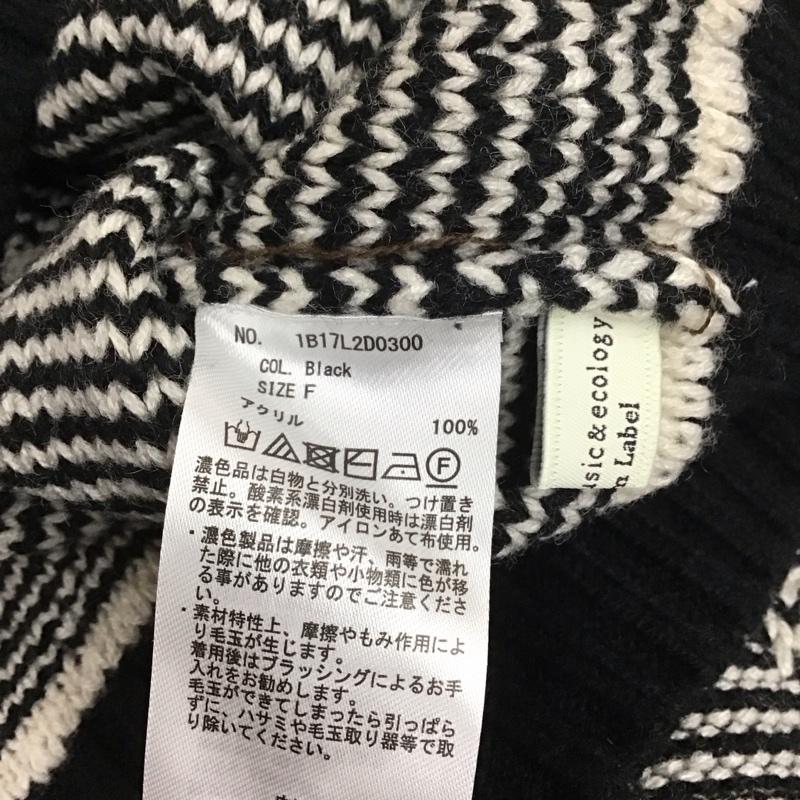 NO. 1B17L2D0300
COL. Black
SIZE F
アクリル 100%
F
濃色品は白物と分別洗い。つけ置き
禁止。酸素系漂白剤使用時は漂白剤
の表示を確認。アイロンあて布使用。
・濃色製品は摩擦や汗、雨等で濡れ
た際に他の衣類や小物類に色が移
る事がありますのでご注意くださ
い。
・素材特性上、摩擦やもみ作用によ
り毛玉が生じます。
着用後はブラッシングによるお手
入れをお勧めします。
毛玉ができてしまったら引っぱら
ずに、ハサミや毛玉取り器等で取
り除いてください。
sic&ecology
Label